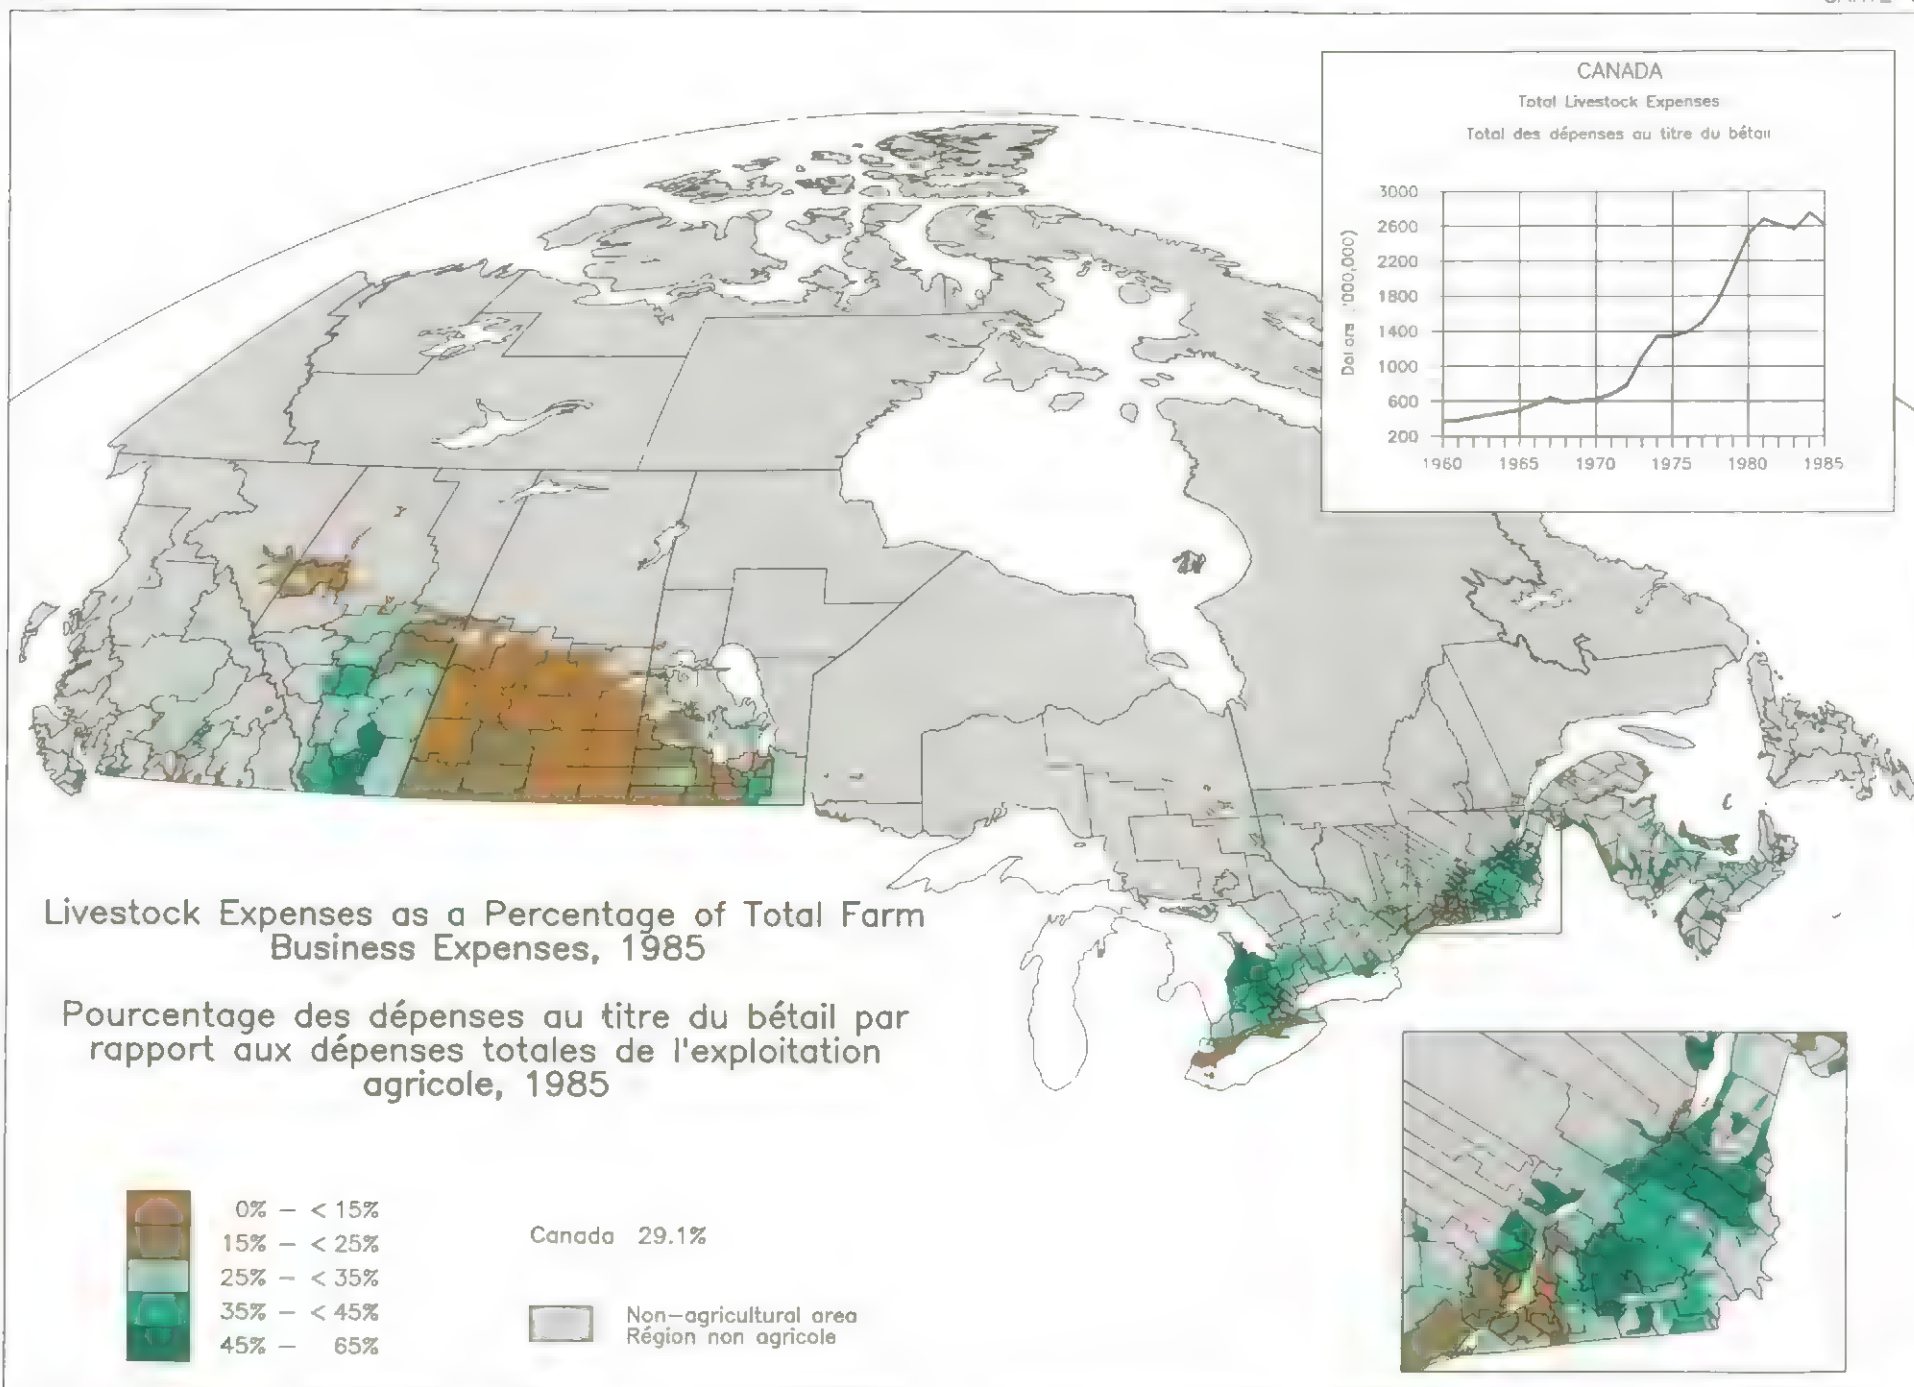 CANADA
Total Livestock Expenses
Total des dépenses au titre du bétail
3000
2600
2200
1800
1400
1000
600
200
1960 1965 1970 1975 1980 1985
Livestock Expenses as a Percentage of Total Farm
Business Expenses, 1985
Pourcentage des dépenses au titre du bétail par
rapport aux dépenses totales de l'exploitation
agricole, 1985
0% – < 15%
15% – < 25%
25% – < 35%
35% – < 45%
45% – 65%
Canada 29.1%
Non–agricultural area
Région non agricole